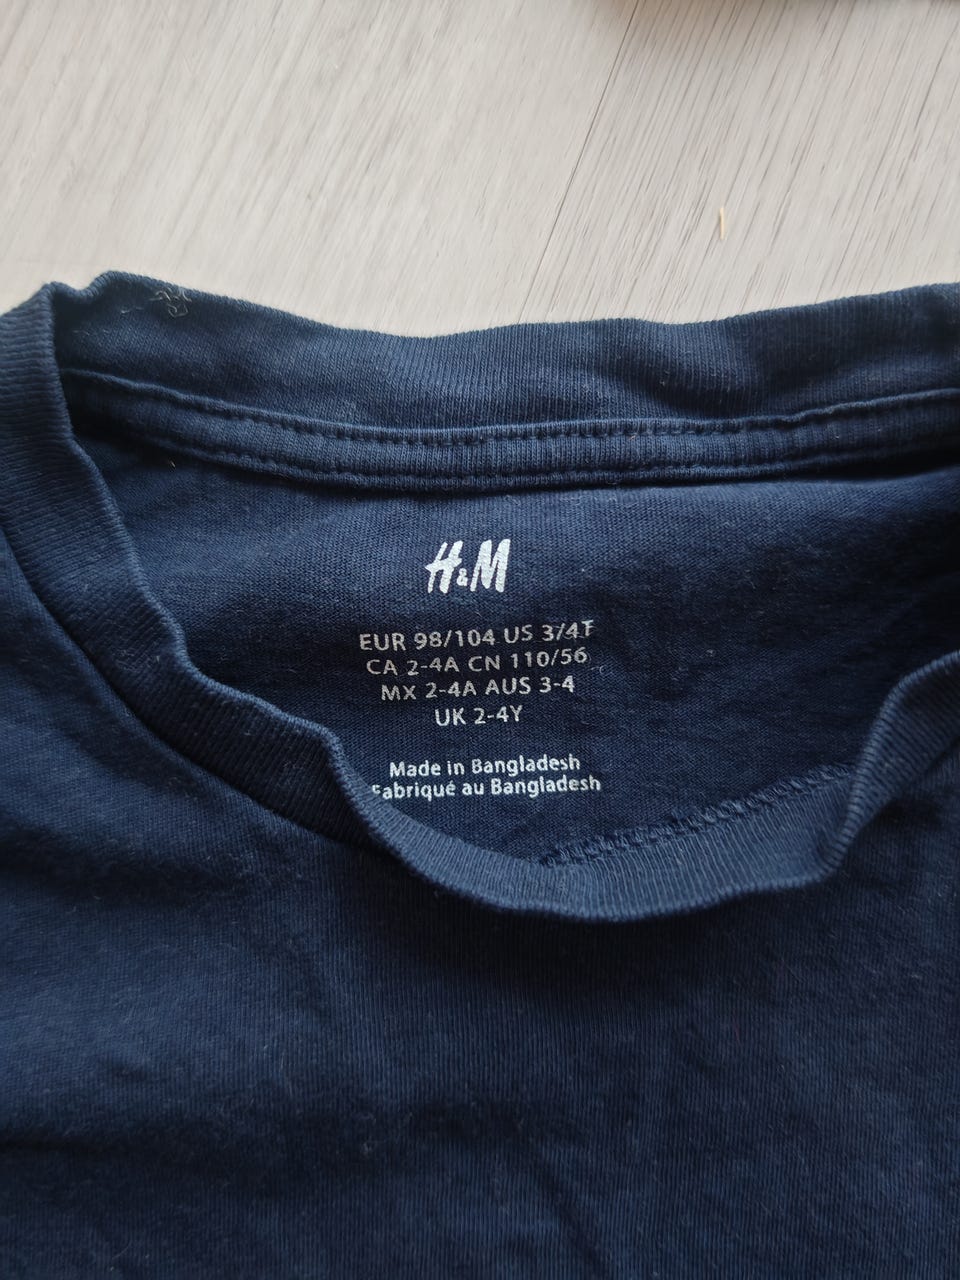 H&M
EUR 98/104 US 3/4T
CA 2-4A CN 110/56
MX 2-4A AUS 3-4
UK 2-4Y
Made in Bangladesh
Fabriqué au Bangladesh